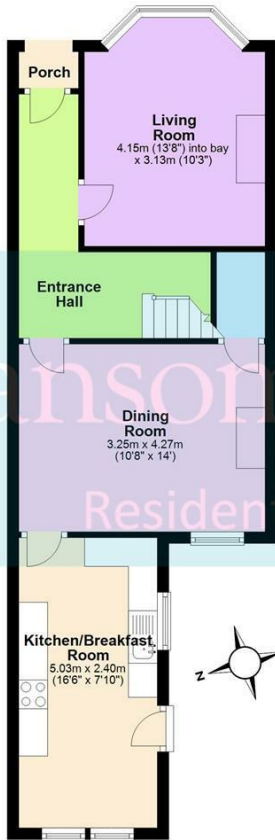 Porch
Living
Room
4.15m (13'8") into bay
x 3.13m (10'3")
Entrance
Hall
Dining
Room
3.25m x 4.27m
(10'8" x 14')
Kitchen/Breakfast
Room
5.03m x 2.40m
(16'6" x 7'10")
N